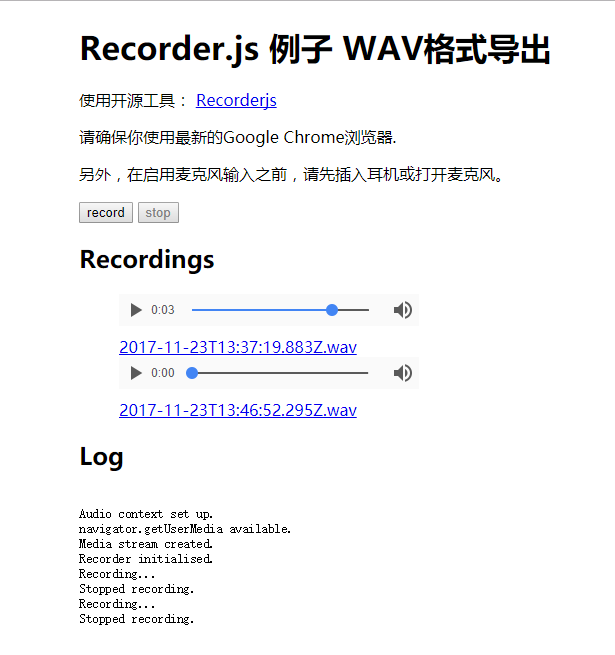 Recorder.js 例子 WAV格式导出
使用开源工具： Recorderjs
请确保你使用最新的Google Chrome浏览器.
另外，在启用麦克风输入之前，请先插入耳机或打开麦克风。
record stop
Recordings
0:03
2017-11-23T13:37:19.883Z.wav
0:00
2017-11-23T13:46:52.295Z.wav
Log
Audio context set up.
navigator.getUserMedia available.
Media stream created.
Recorder initialised.
Recording...
Stopped recording.
Recording...
Stopped recording.